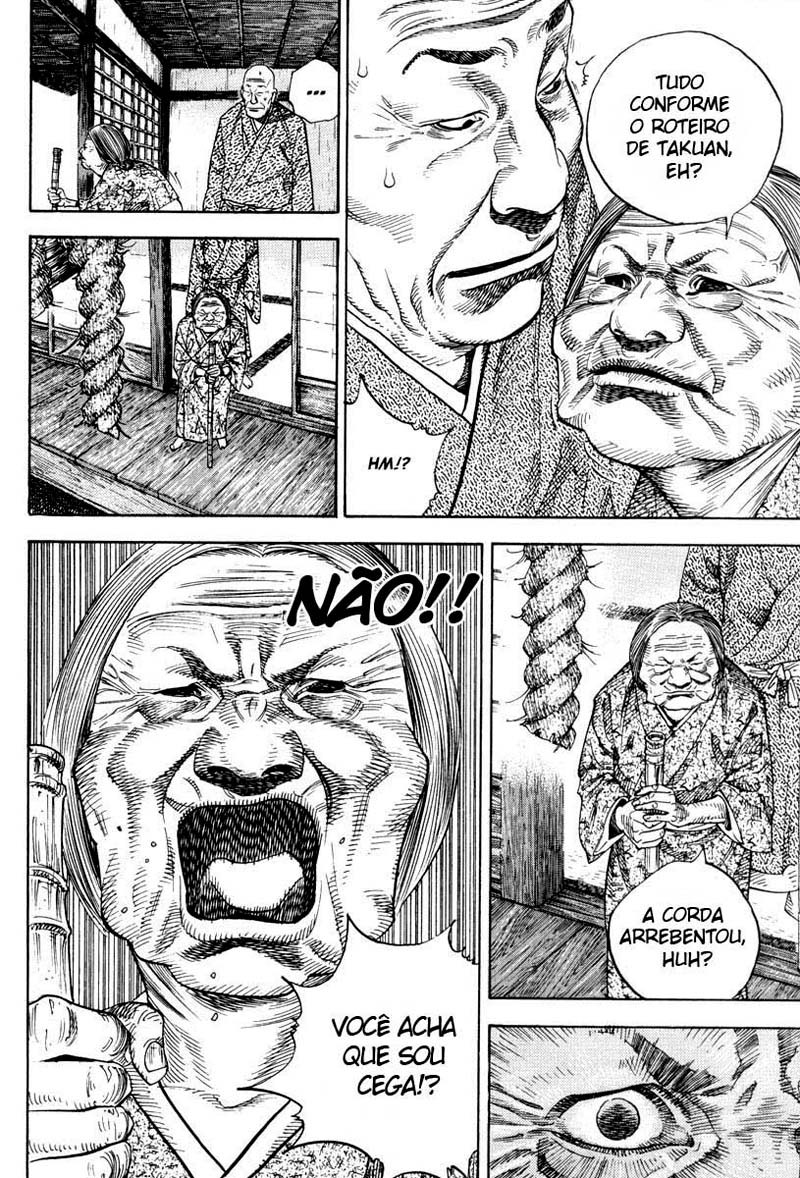 TUDO
CONFORME
O ROTEIRO
DE TAKUAN,
EH?
HM!?
...
A CORDA
ARREBENTOU,
HUH?
NÃO!!
VOCÊ ACHA
QUE SOU
CEGA!?